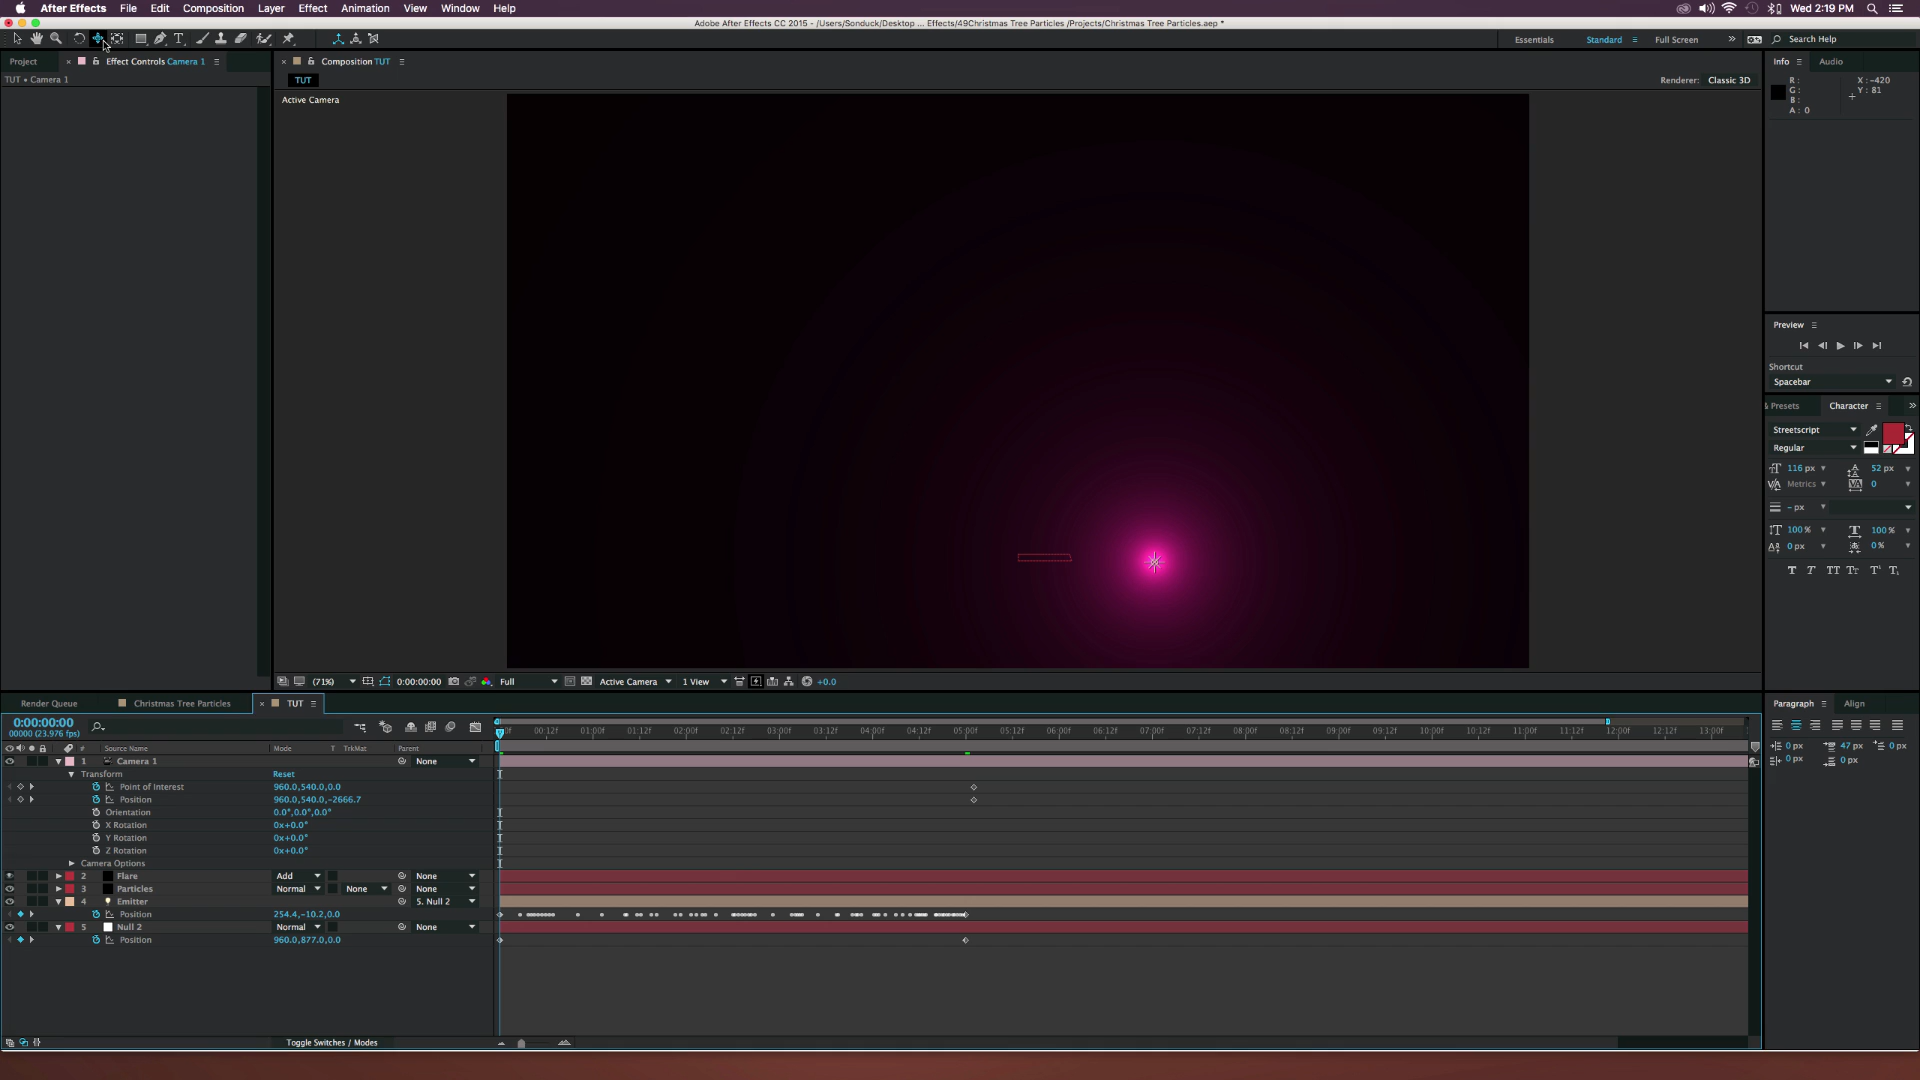 After Effects File Edit Composition Layer Effect Animation View Window Help Wed 2:19 PM
Adobe After Effects CC 2015 - /Users/Sonduck/Desktop ... Effects/49Christmas Tree Particles /Projects/Christmas Tree Particles.aep *
Essentials Standard Full Screen Search Help
Project Effect Controls Camera 1 Composition TUT Info Audio
TUT • Camera 1 TUT Renderer: Classic 3D
R : X : -420
G : Y : 81
B :
A : 0
Active Camera
Preview
Shortcut
Spacebar
& Presets Character
Streetscript
Regular
116 px 52 px
Metrics 0
- px
100 % 100 %
0 px 0 %
T T TT Tt T¹ T₁
(71%) 0:00:00:00 Full Active Camera 1 View +0.0
Render Queue Christmas Tree Particles TUT Paragraph Align
0:00:00:00
00000 (23.976 fps)
00:12f 01:00f 01:12f 02:00f 02:12f 03:00f 03:12f 04:00f 04:12f 05:00f 05:12f 06:00f 06:12f 07:00f 07:12f 08:00f 08:12f 09:00f 09:12f 10:00f 10:12f 11:00f 11:12f 12:00f 12:12f 13:00f
0 px 47 px 0 px
0 px 0 px
# Source Name Mode T TrkMat Parent
1 Camera 1 None
Transform Reset
Point of Interest 960.0,540.0,0.0
Position 960.0,540.0,-2666.7
Orientation 0.0°,0.0°,0.0°
X Rotation 0x+0.0°
Y Rotation 0x+0.0°
Z Rotation 0x+0.0°
Camera Options
2 Flare Add None
3 Particles Normal None None
4 Emitter 5. Null 2
Position 254.4,-10.2,0.0
5 Null 2 Normal None
Position 960.0,877.0,0.0
Toggle Switches / Modes